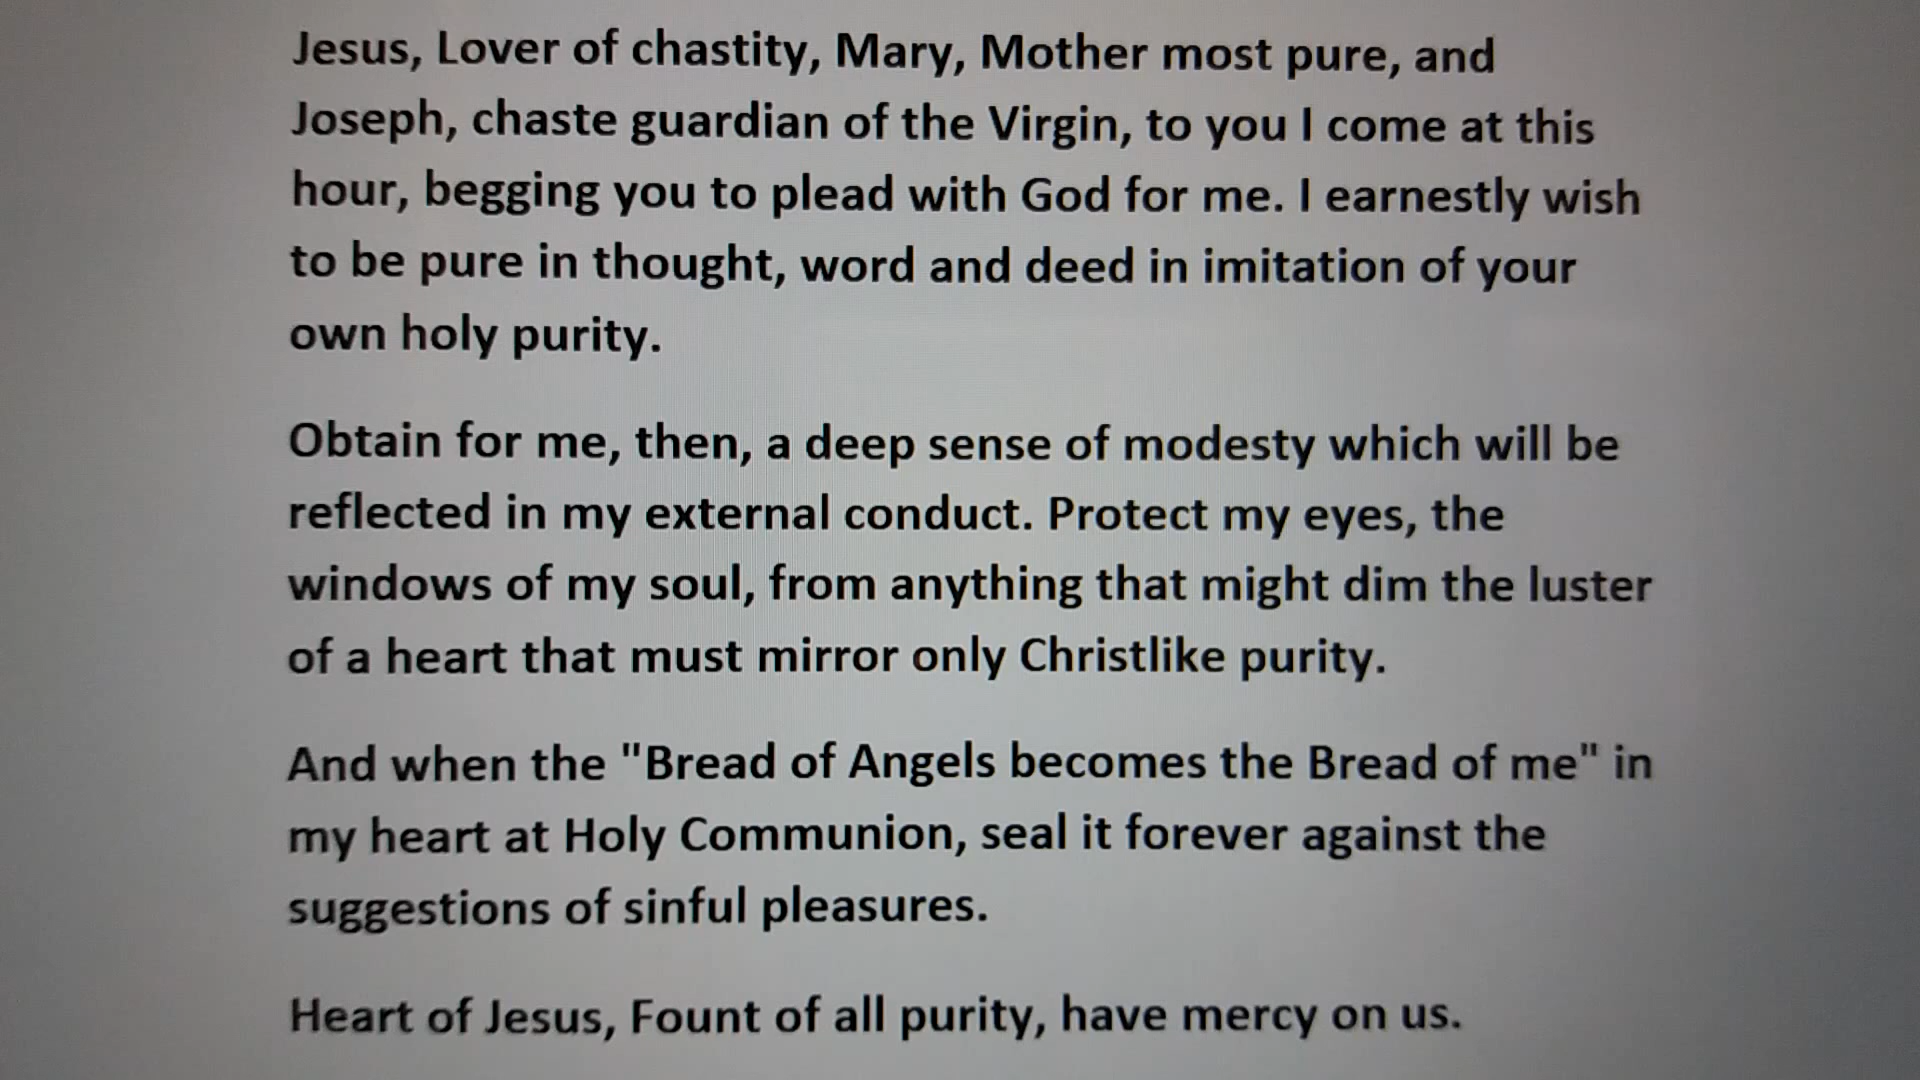 Jesus, Lover of chastity, Mary, Mother most pure, and
Joseph, chaste guardian of the Virgin, to you I come at this
hour, begging you to plead with God for me. I earnestly wish
to be pure in thought, word and deed in imitation of your
own holy purity.
Obtain for me, then, a deep sense of modesty which will be
reflected in my external conduct. Protect my eyes, the
windows of my soul, from anything that might dim the luster
of a heart that must mirror only Christlike purity.
And when the "Bread of Angels becomes the Bread of me" in
my heart at Holy Communion, seal it forever against the
suggestions of sinful pleasures.
Heart of Jesus, Fount of all purity, have mercy on us.